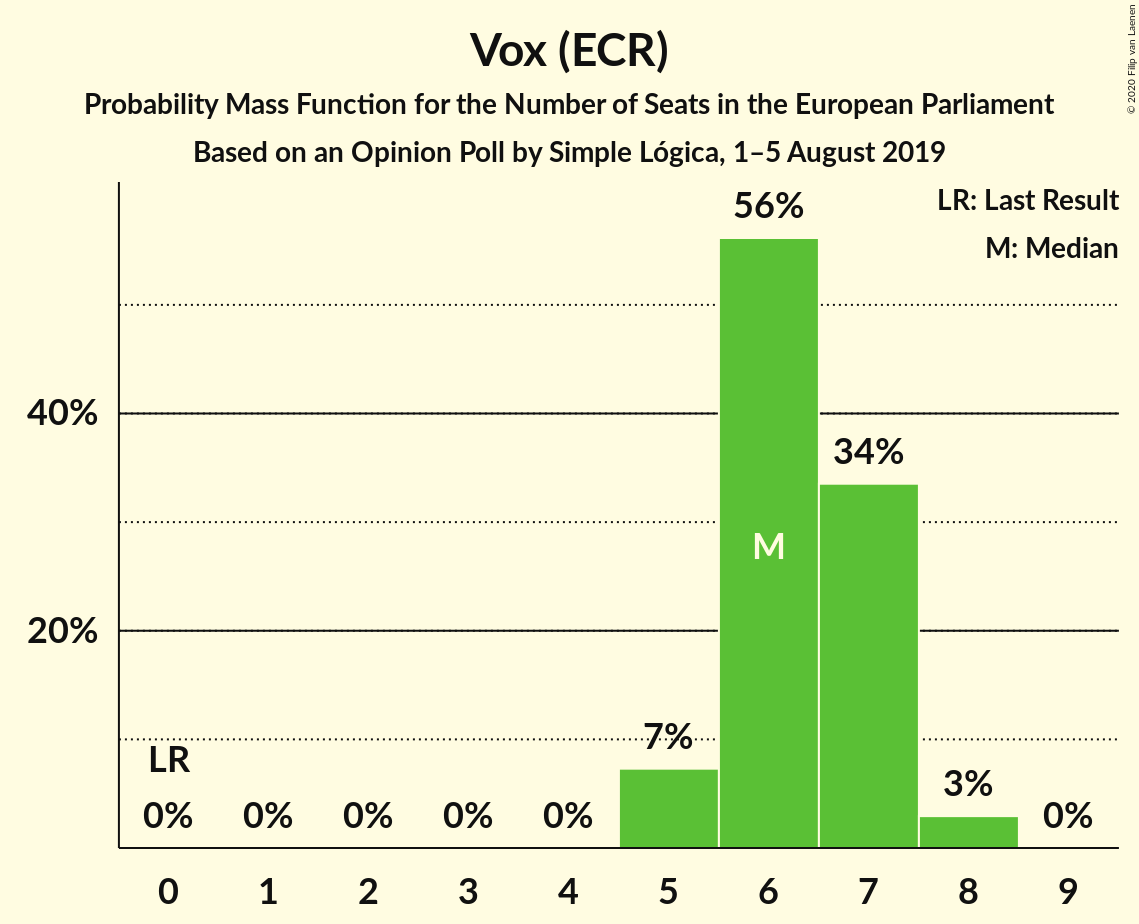 Vox (ECR)
Probability Mass Function for the Number of Seats in the European Parliament
Based on an Opinion Poll by Simple Lógica, 1–5 August 2019
© 2020 Filip van Laenen
LR: Last Result
M: Median
56%
40%
34%
M
20%
7%
LR
3%
0% 0% 0% 0% 0% 0%
0 1 2 3 4 5 6 7 8 9